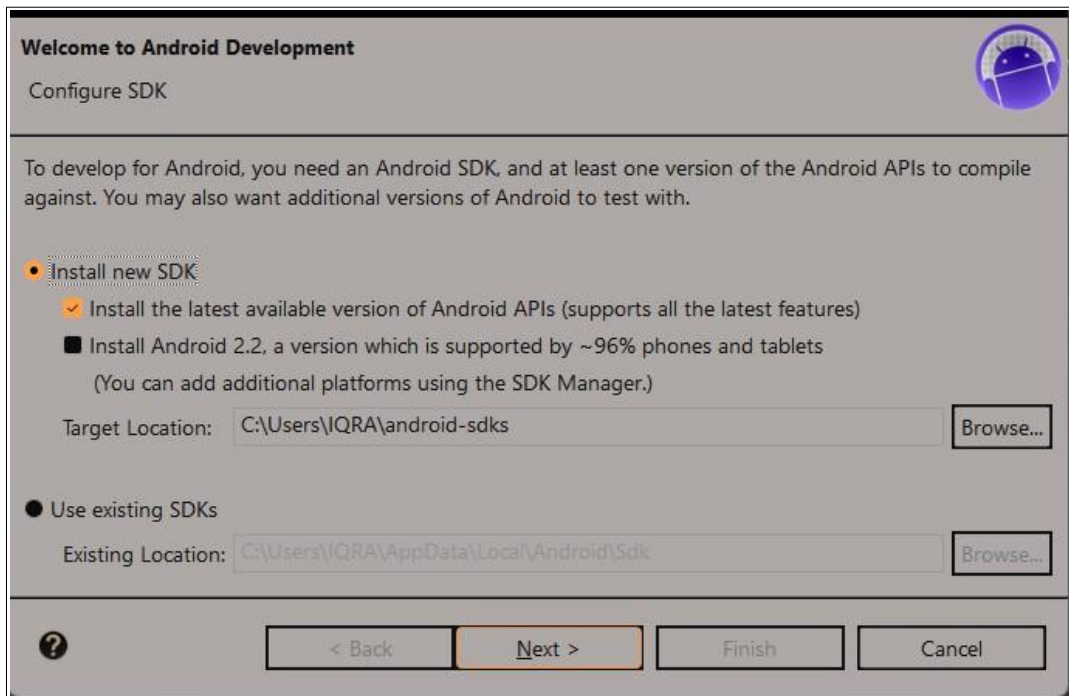 Welcome to Android Development
Configure SDK
To develop for Android, you need an Android SDK, and at least one version of the Android APIs to compile
against. You may also want additional versions of Android to test with.
Install new SDK
Install the latest available version of Android APIs (supports all the latest features)
Install Android 2.2, a version which is supported by ~96% phones and tablets
(You can add additional platforms using the SDK Manager.)
Target Location: C:\Users\IQRA\android-sdks Browse...
Use existing SDKs
Existing Location: C:\Users\IQRA\AppData\Local\Android\Sdk Browse...
? < Back Next > Finish Cancel